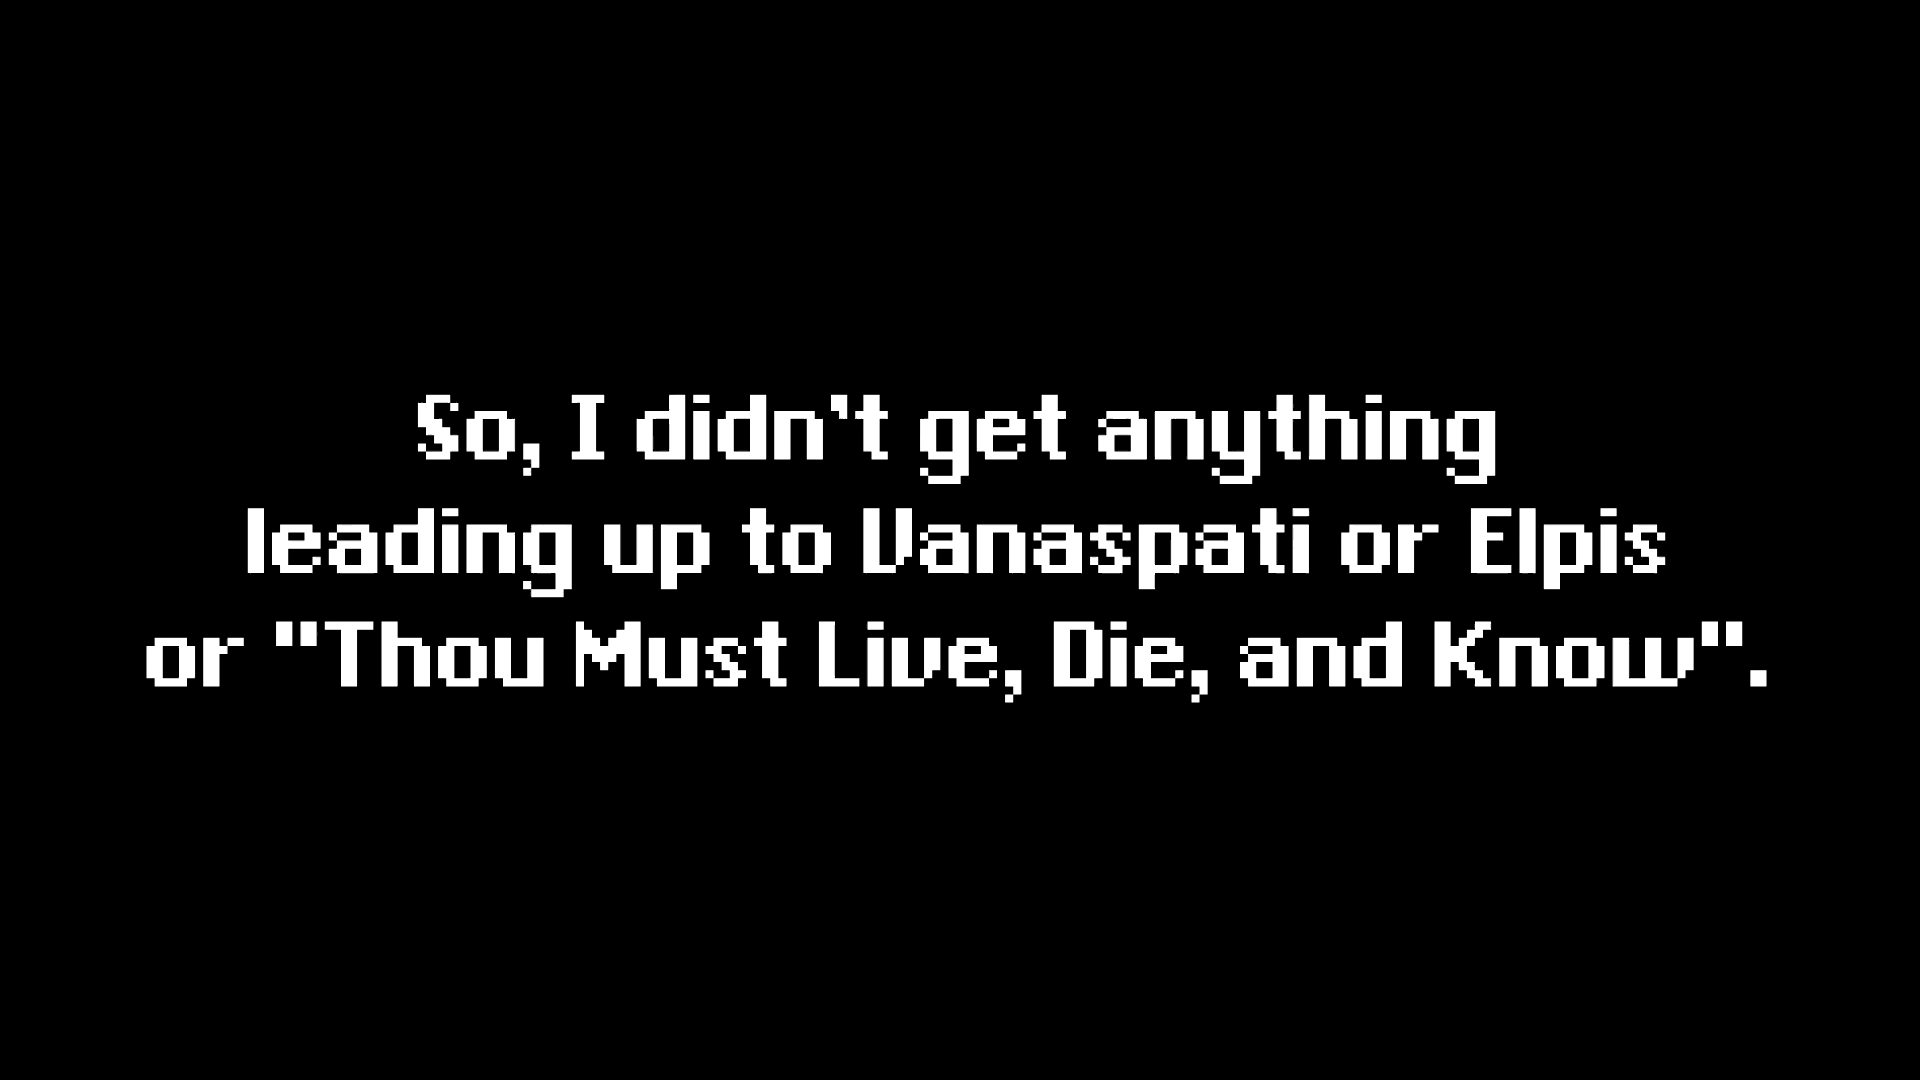 So, I didn't get anything
leading up to Vanaspati or Elpis
or "Thou Must Live, Die, and Know".